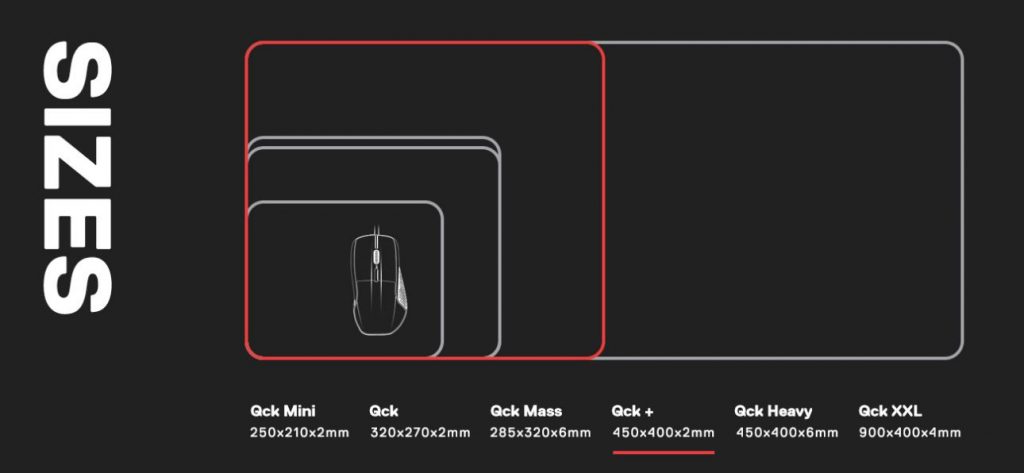 SIZES
Qck Mini Qck Qck Mass Qck + Qck Heavy Qck XXL
250x210x2mm 320x270x2mm 285x320x6mm 450x400x2mm 450x400x6mm 900x400x4mm